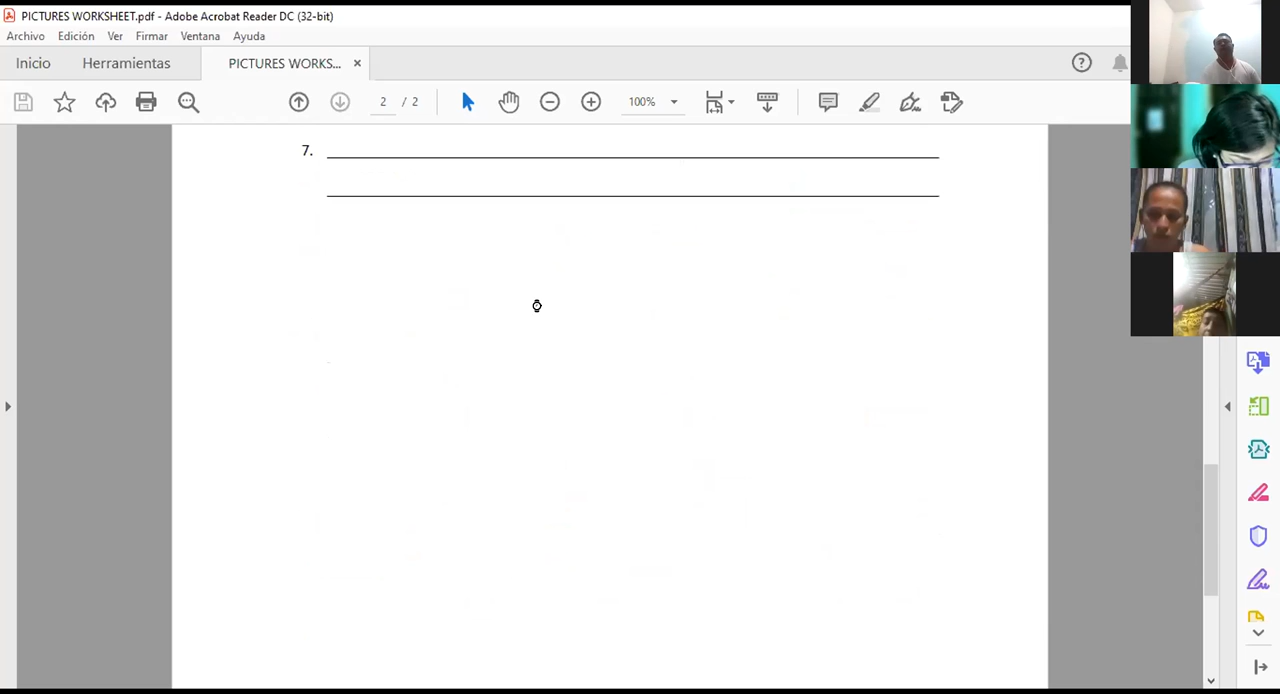 PICTURES WORKSHEET.pdf - Adobe Acrobat Reader DC (32-bit)
Archivo Edición Ver Firmar Ventana Ayuda
Inicio Herramientas PICTURES WORKS... ×
2 / 2 100%
7.